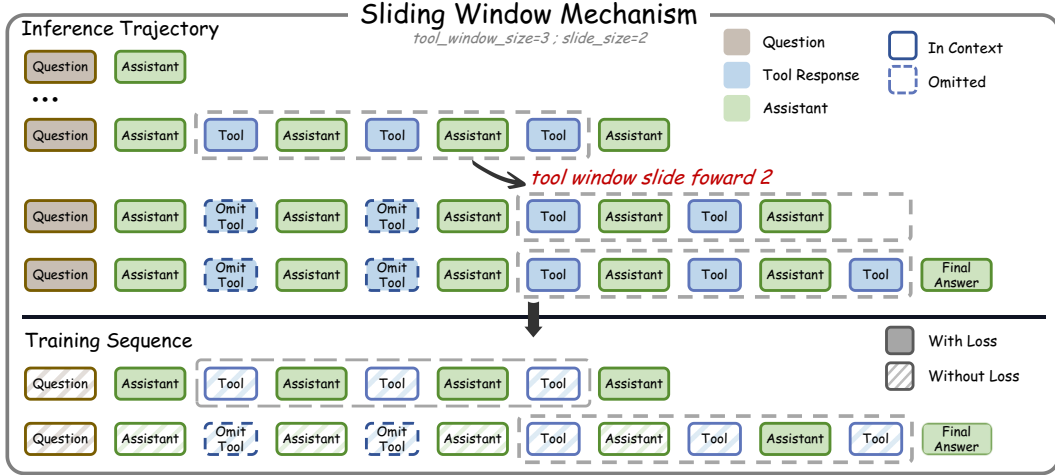 Sliding Window Mechanism
tool_window_size=3 ; slide_size=2
Inference Trajectory
Question
Tool Response
Assistant
In Context
Omitted
Question Assistant
...
Question Assistant Tool Assistant Tool Assistant Tool Assistant
tool window slide foward 2
Question Assistant Omit Tool Assistant Omit Tool Assistant Tool Assistant Tool Assistant
Question Assistant Omit Tool Assistant Omit Tool Assistant Tool Assistant Tool Assistant Tool Final Answer
Training Sequence
With Loss
Without Loss
Question Assistant Tool Assistant Tool Assistant Tool Assistant
Question Assistant Omit Tool Assistant Omit Tool Assistant Tool Assistant Tool Assistant Tool Final Answer